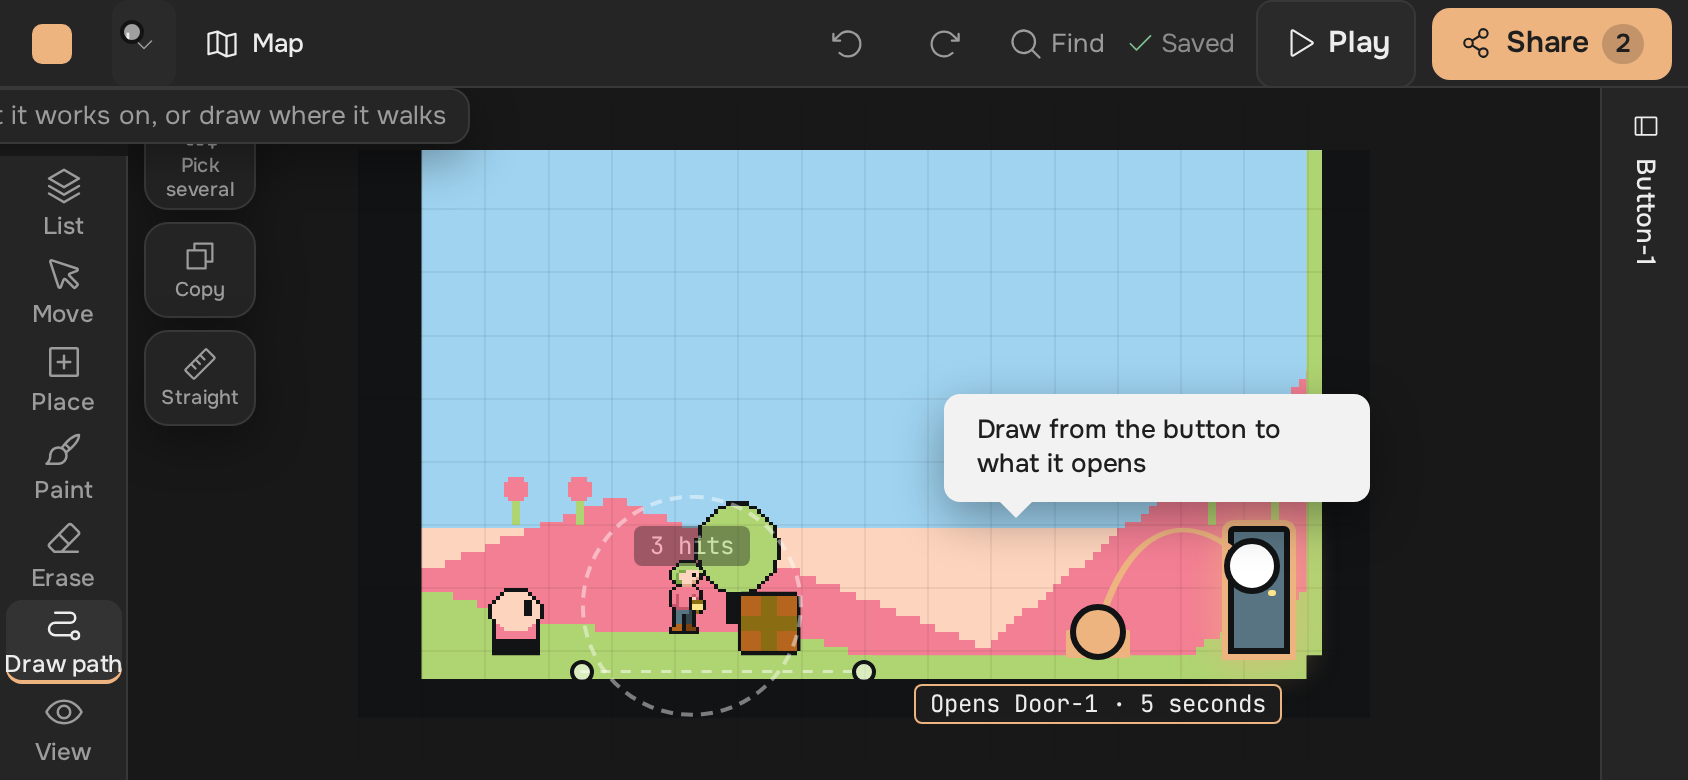 Map
Find
Saved
Play
Share
2
it works on, or draw where it walks
List
Move
Place
Paint
Erase
Draw path
View
Pick
several
Copy
Straight
Draw from the button to
what it opens
3 hits
Opens Door-1 · 5 seconds
Button-1